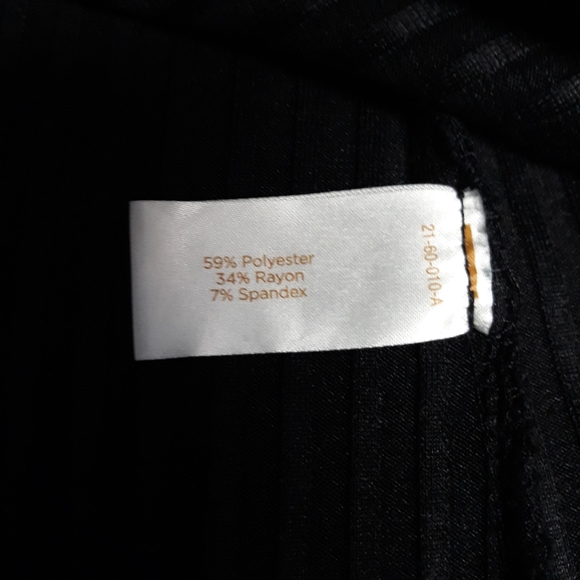 59% Polyester
34% Rayon
7% Spandex
21-60-010-A